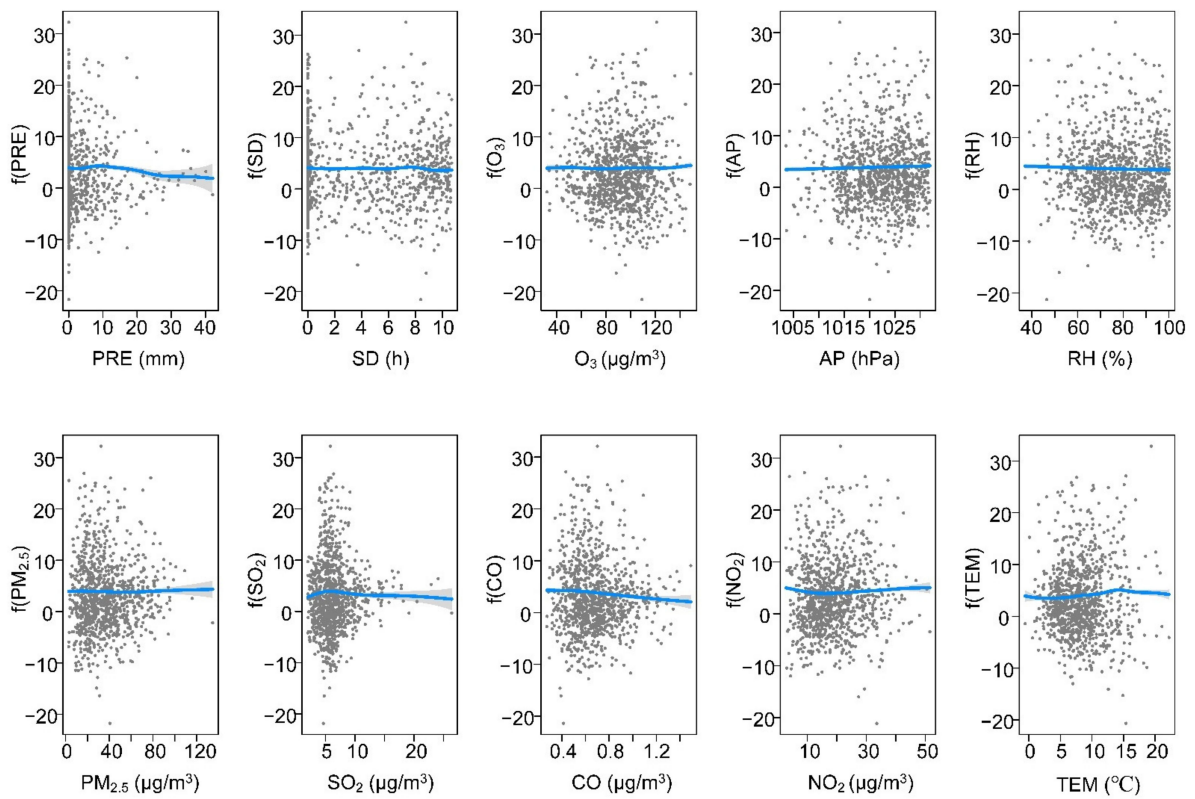 f(PRE)
30
20
10
0
−10
−20
0 10 20 30 40
PRE (mm)
f(SD)
30
20
10
0
−10
−20
0 2 4 6 8 10
SD (h)
f(O₃)
30
20
10
0
−10
−20
40 80 120
O₃ (μg/m³)
f(AP)
30
20
10
0
−10
−20
1005 1015 1025
AP (hPa)
f(RH)
30
20
10
0
−10
−20
40 60 80 100
RH (%)
f(PM₂.₅)
30
20
10
0
−10
−20
0 40 80 120
PM₂.₅ (μg/m³)
f(SO₂)
30
20
10
0
−10
−20
5 10 20
SO₂ (μg/m³)
f(CO)
30
20
10
0
−10
−20
0.4 0.8 1.2
CO (μg/m³)
f(NO₂)
30
20
10
0
−10
−20
10 30 50
NO₂ (μg/m³)
f(TEM)
30
20
10
0
−10
−20
0 5 10 15 20
TEM (℃)